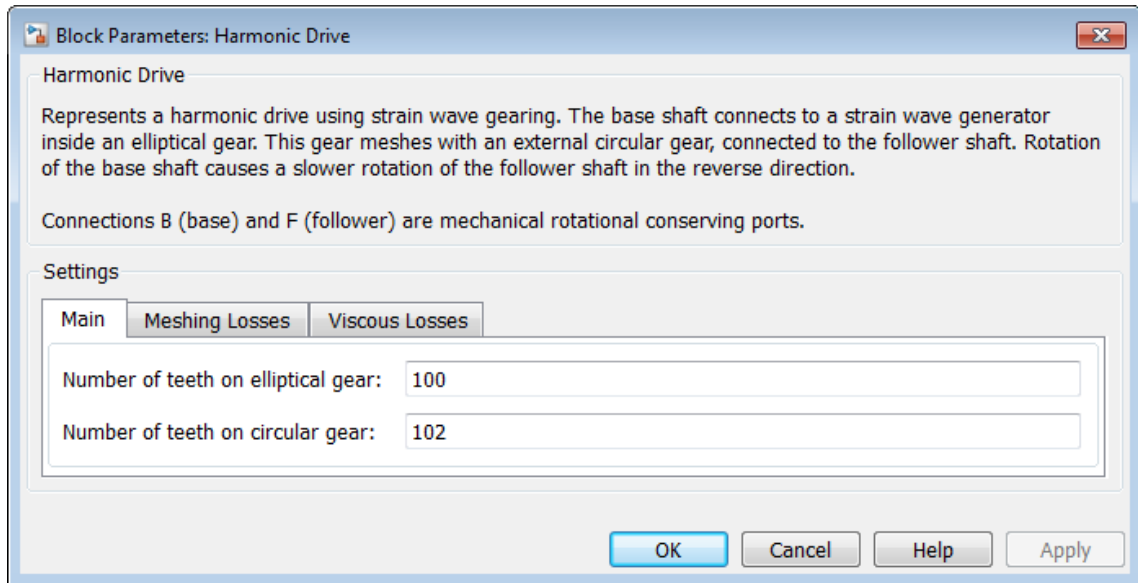 Block Parameters: Harmonic Drive
Harmonic Drive
Represents a harmonic drive using strain wave gearing. The base shaft connects to a strain wave generator
inside an elliptical gear. This gear meshes with an external circular gear, connected to the follower shaft. Rotation
of the base shaft causes a slower rotation of the follower shaft in the reverse direction.
Connections B (base) and F (follower) are mechanical rotational conserving ports.
Settings
Main Meshing Losses Viscous Losses
Number of teeth on elliptical gear: 100
Number of teeth on circular gear: 102
OK Cancel Help Apply